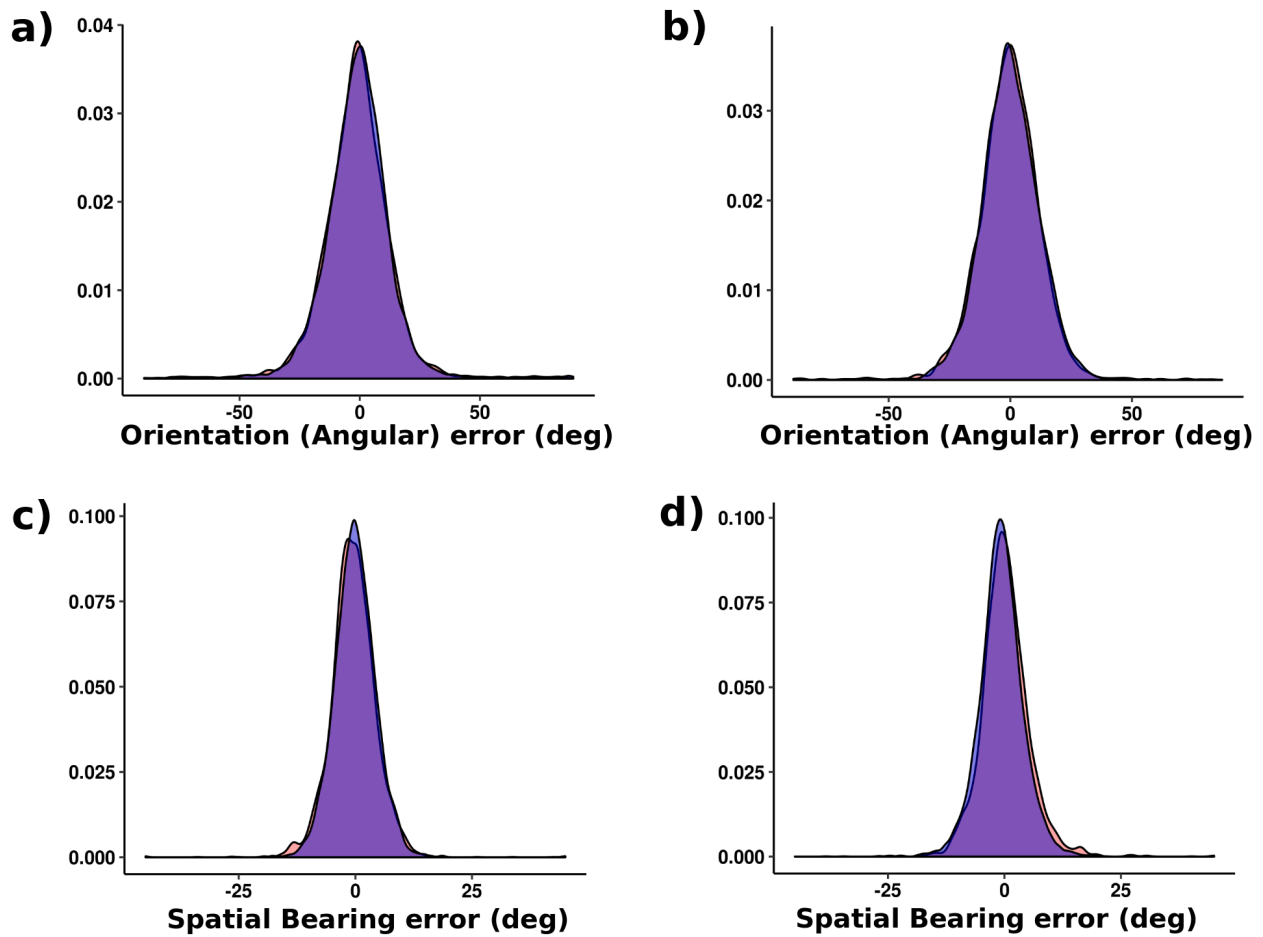 a)
0.04
0.03
0.02
0.01
0.00
-50 0 50
Orientation (Angular) error (deg)
b)
0.03
0.02
0.01
0.00
-50 0 50
Orientation (Angular) error (deg)
c)
0.100
0.075
0.050
0.025
0.000
-25 0 25
Spatial Bearing error (deg)
d)
0.100
0.075
0.050
0.025
0.000
-25 0 25
Spatial Bearing error (deg)